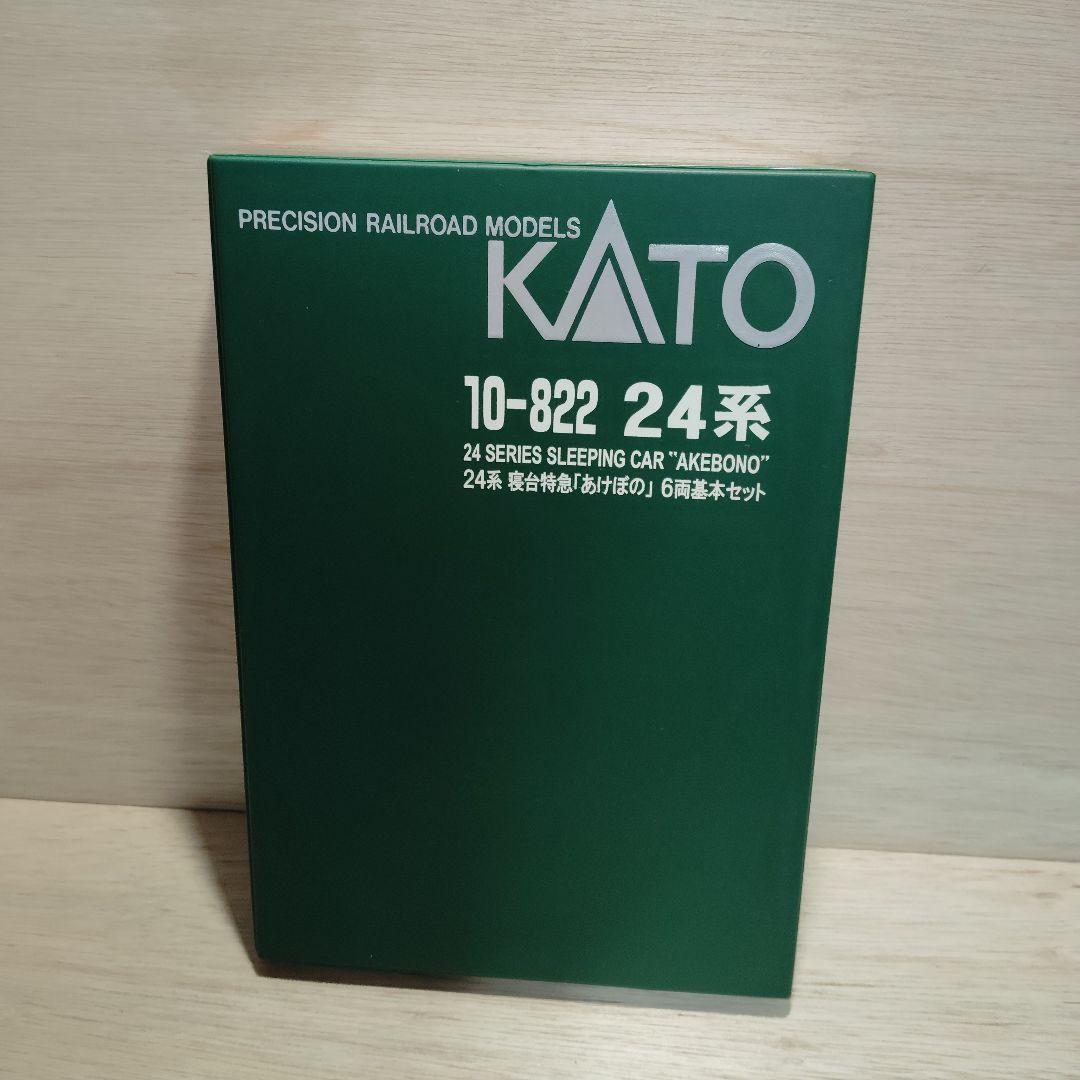 PRECISION RAILROAD MODELS
KATO
10-822 24系
24 SERIES SLEEPING CAR "AKEBONO"
24系 寝台特急「あけぼの」 6両基本セット